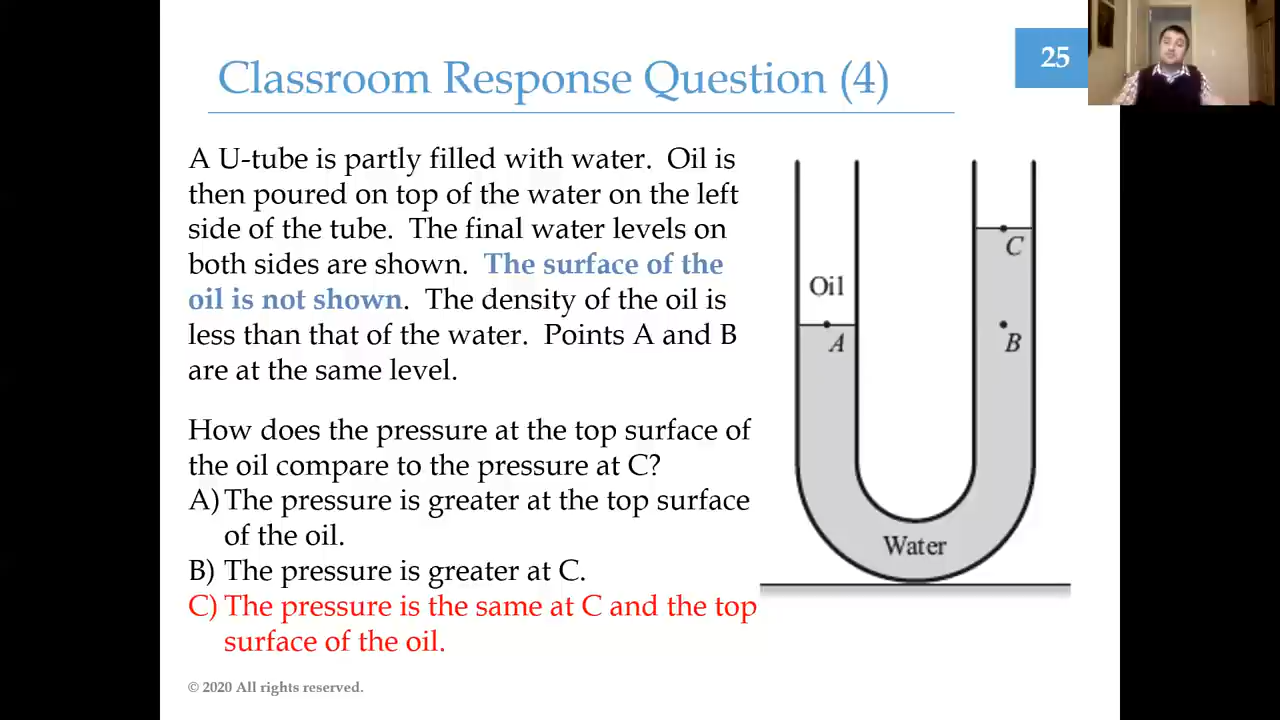 Classroom Response Question (4)
25
A U-tube is partly filled with water. Oil is
then poured on top of the water on the left
side of the tube. The final water levels on
both sides are shown. The surface of the
oil is not shown. The density of the oil is
less than that of the water. Points A and B
are at the same level.
How does the pressure at the top surface of
the oil compare to the pressure at C?
A) The pressure is greater at the top surface
of the oil.
B) The pressure is greater at C.
C) The pressure is the same at C and the top
surface of the oil.
C
Oil
A
B
Water
© 2020 All rights reserved.